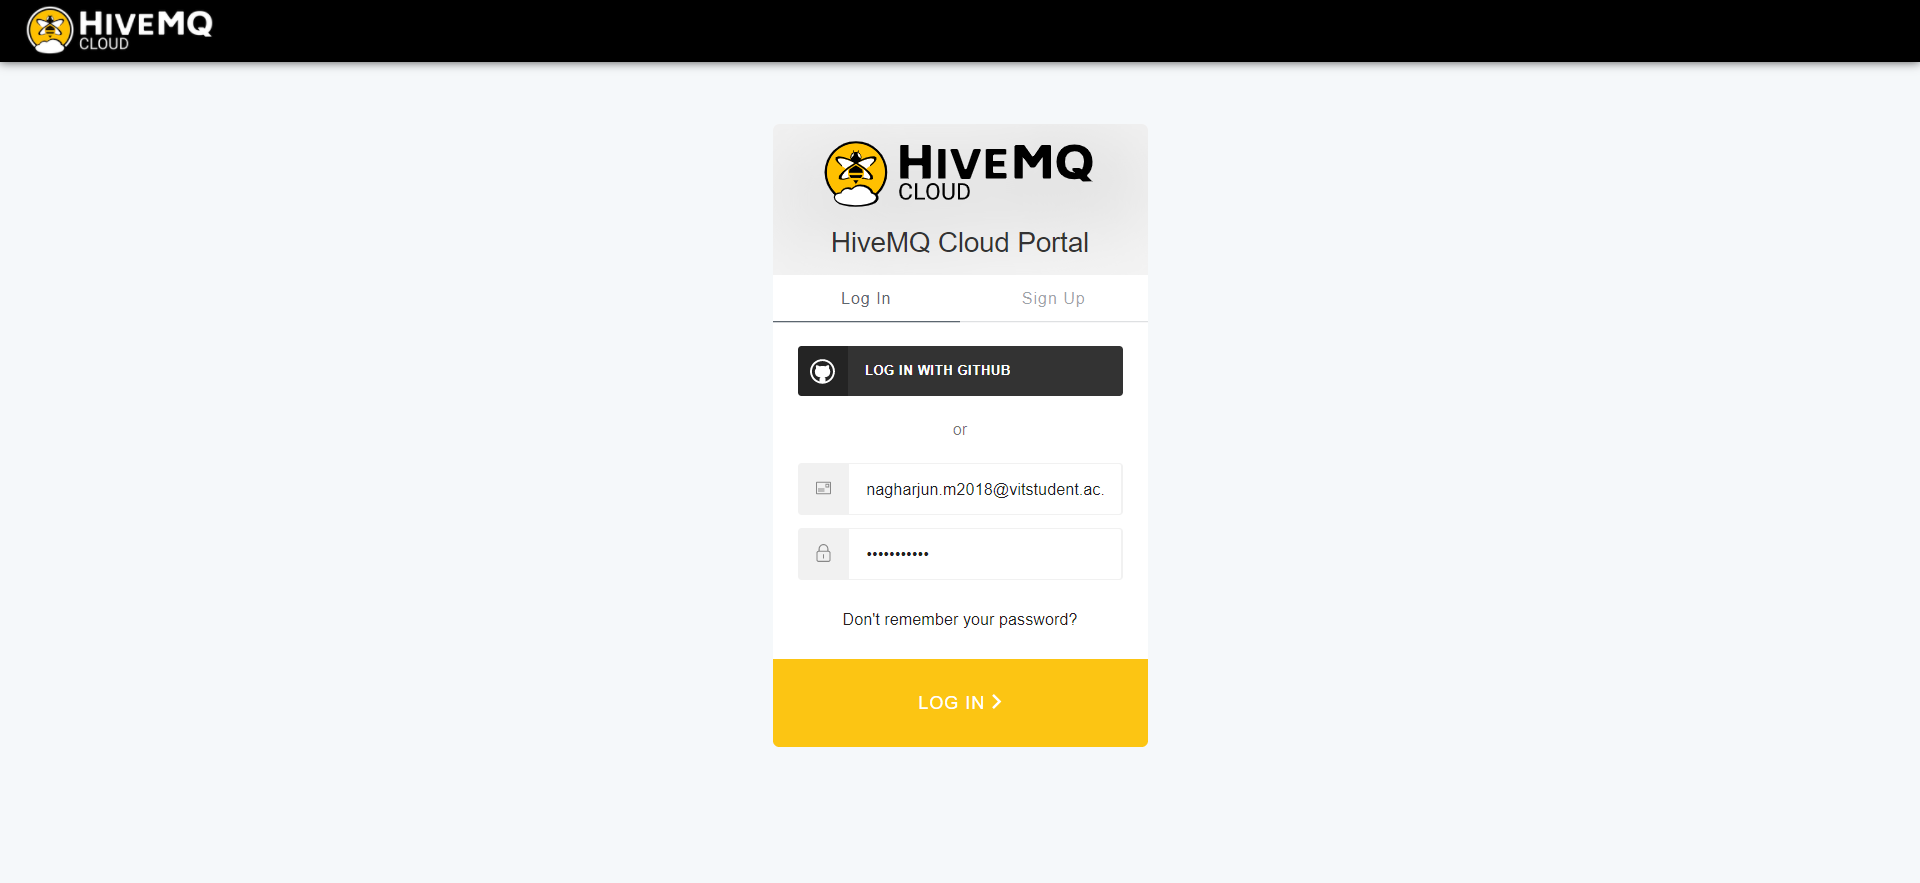 HIVEMQ
CLOUD
HIVEMQ
CLOUD
HiveMQ Cloud Portal
Log In
Sign Up
LOG IN WITH GITHUB
or
nagharjun.m2018@vitstudent.ac.
•••••••••••
Don't remember your password?
LOG IN >